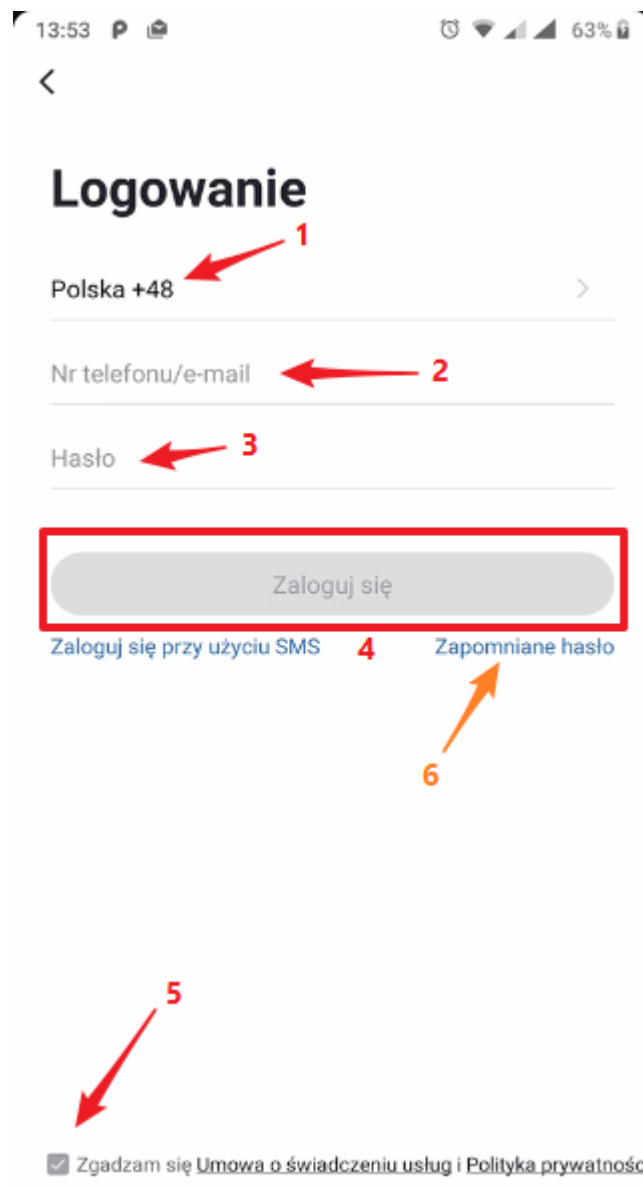 13:53 P 63%
Logowanie
1
Polska +48
Nr telefonu/e-mail 2
Hasło 3
Zaloguj się
Zaloguj się przy użyciu SMS 4 Zapomniane hasło
6
5
Zgadzam się Umowa o świadczeniu usług i Polityka prywatnośc